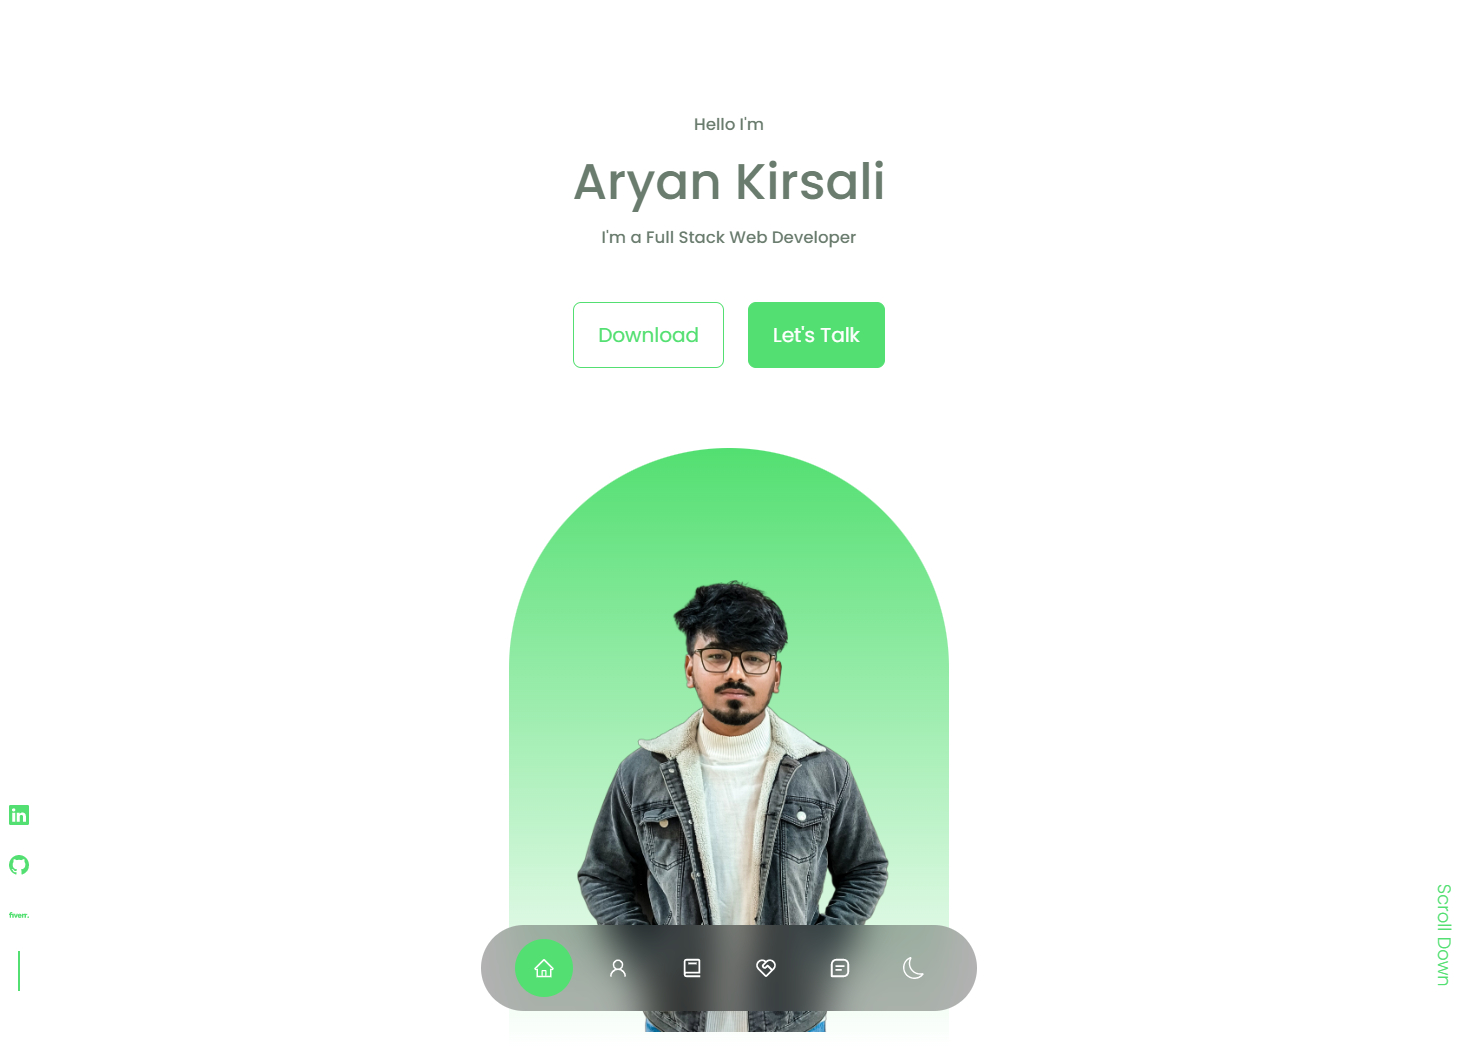 Hello I'm
Aryan Kirsali
I'm a Full Stack Web Developer
Download
Let's Talk
in
fiverr.
Scroll Down